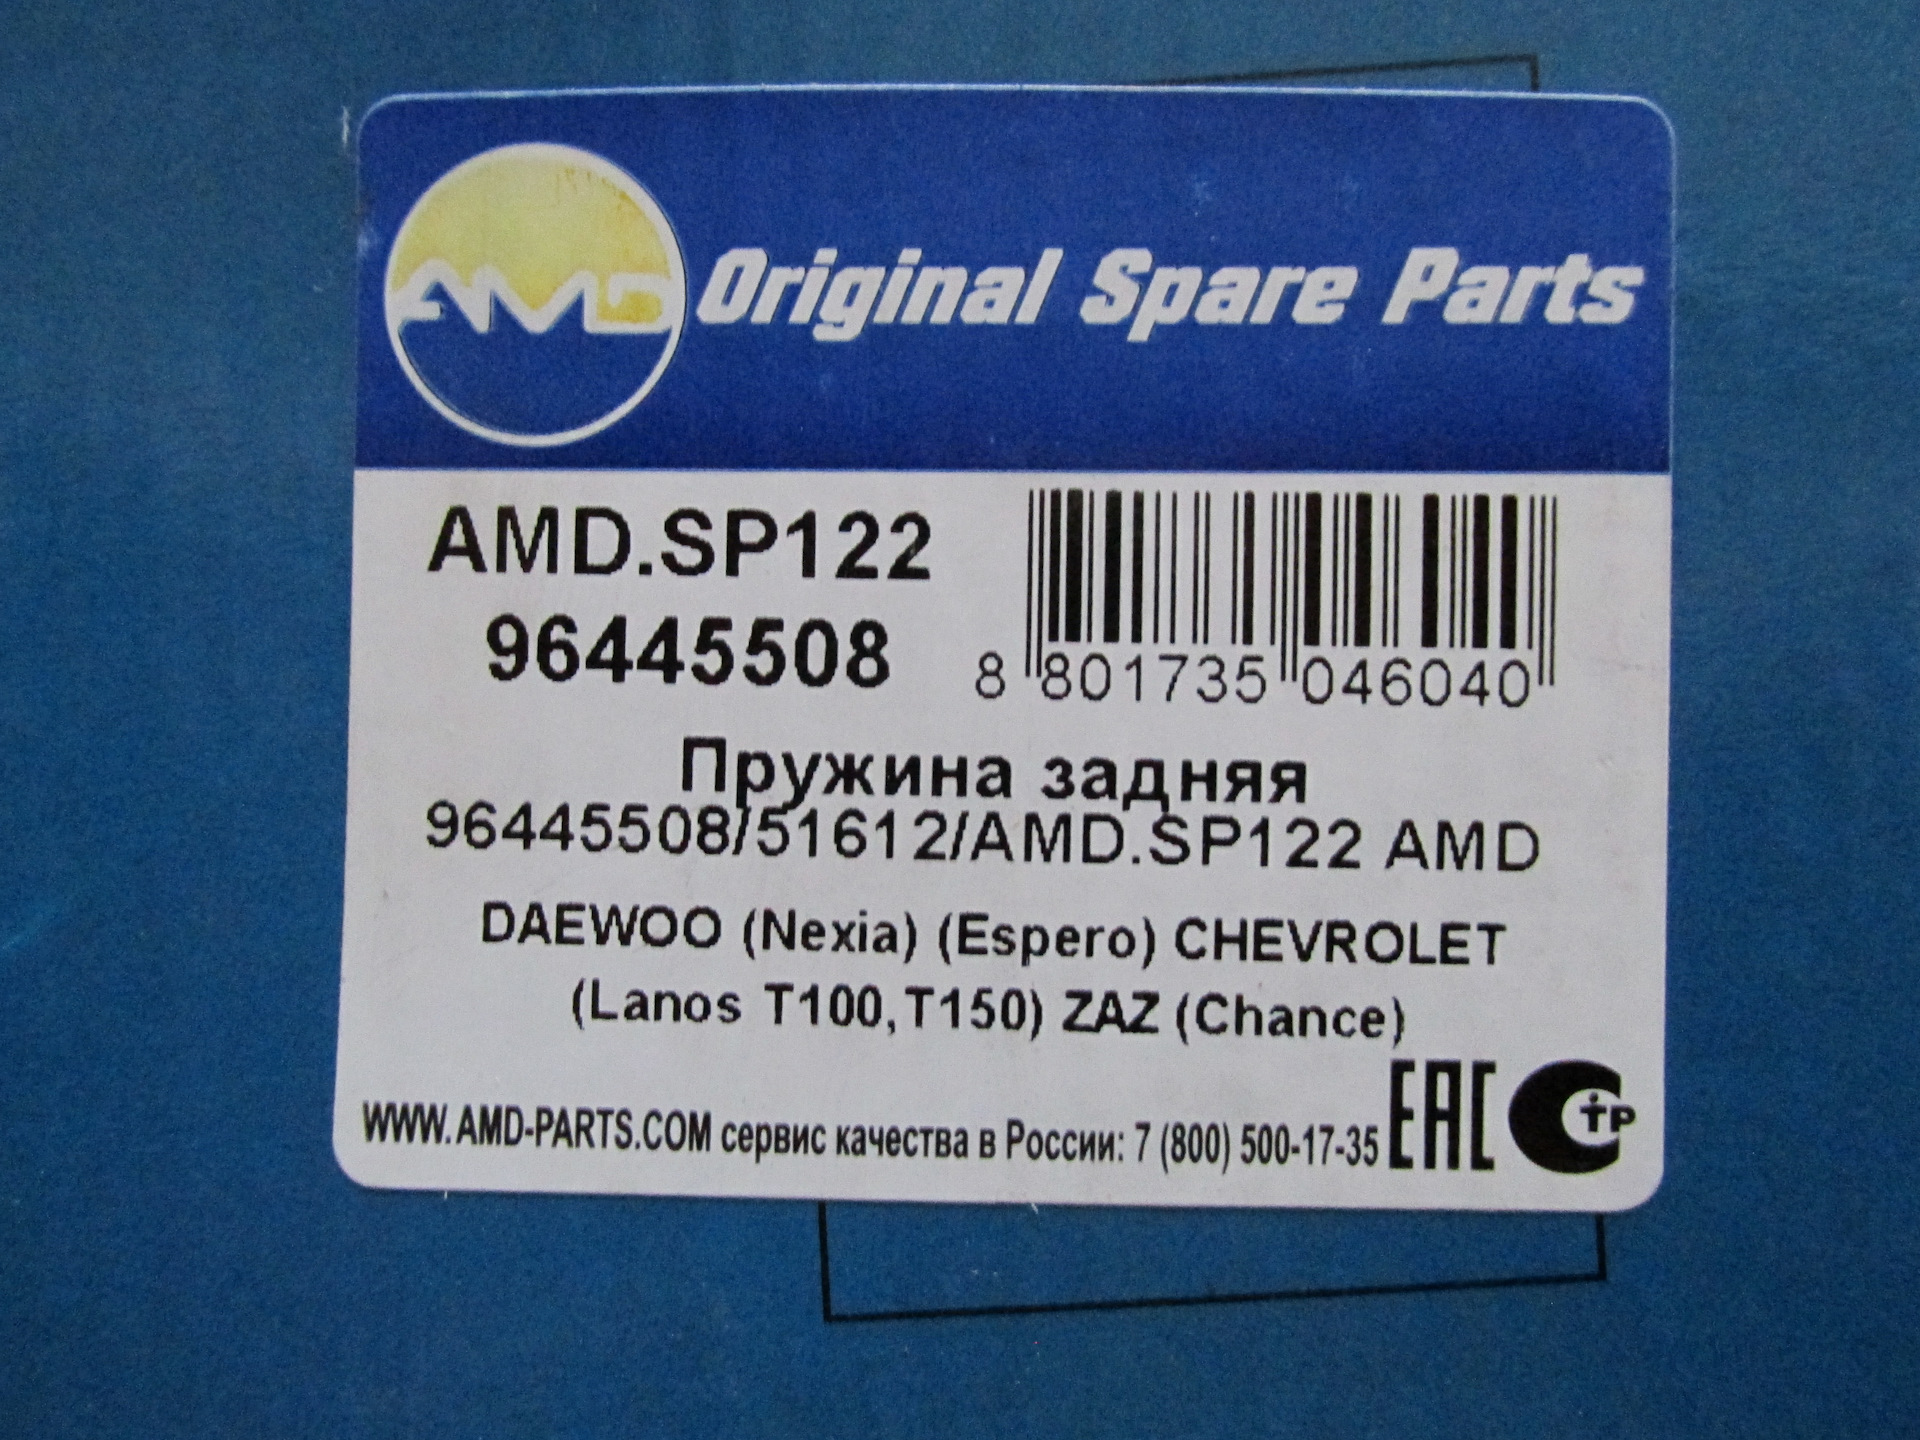 AMD Original Spare Parts
AMD.SP122
96445508
8 801735 046040
Пружина задняя
96445508/51612/AMD.SP122 AMD
DAEWOO (Nexia) (Espero) CHEVROLET
(Lanos T100,T150) ZAZ (Chance)
WWW.AMD-PARTS.COM сервис качества в России: 7 (800) 500-17-35 EAC СТР